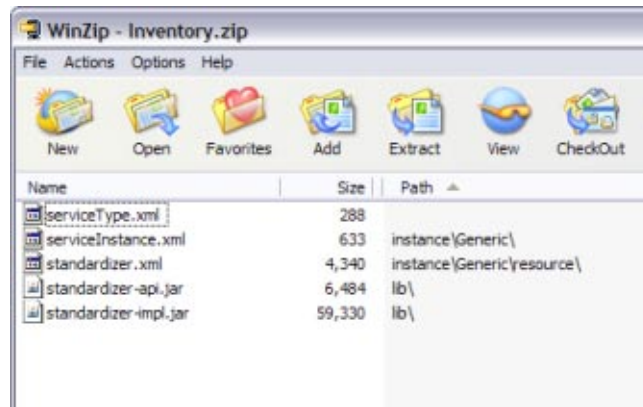 WinZip - Inventory.zip
File Actions Options Help
New Open Favorites Add Extract View CheckOut
Name Size Path
serviceType.xml 288
serviceInstance.xml 633 instance\Generic\
standardizer.xml 4,340 instance\Generic\resource\
standardizer-api.jar 6,484 lib\
standardizer-impl.jar 59,330 lib\